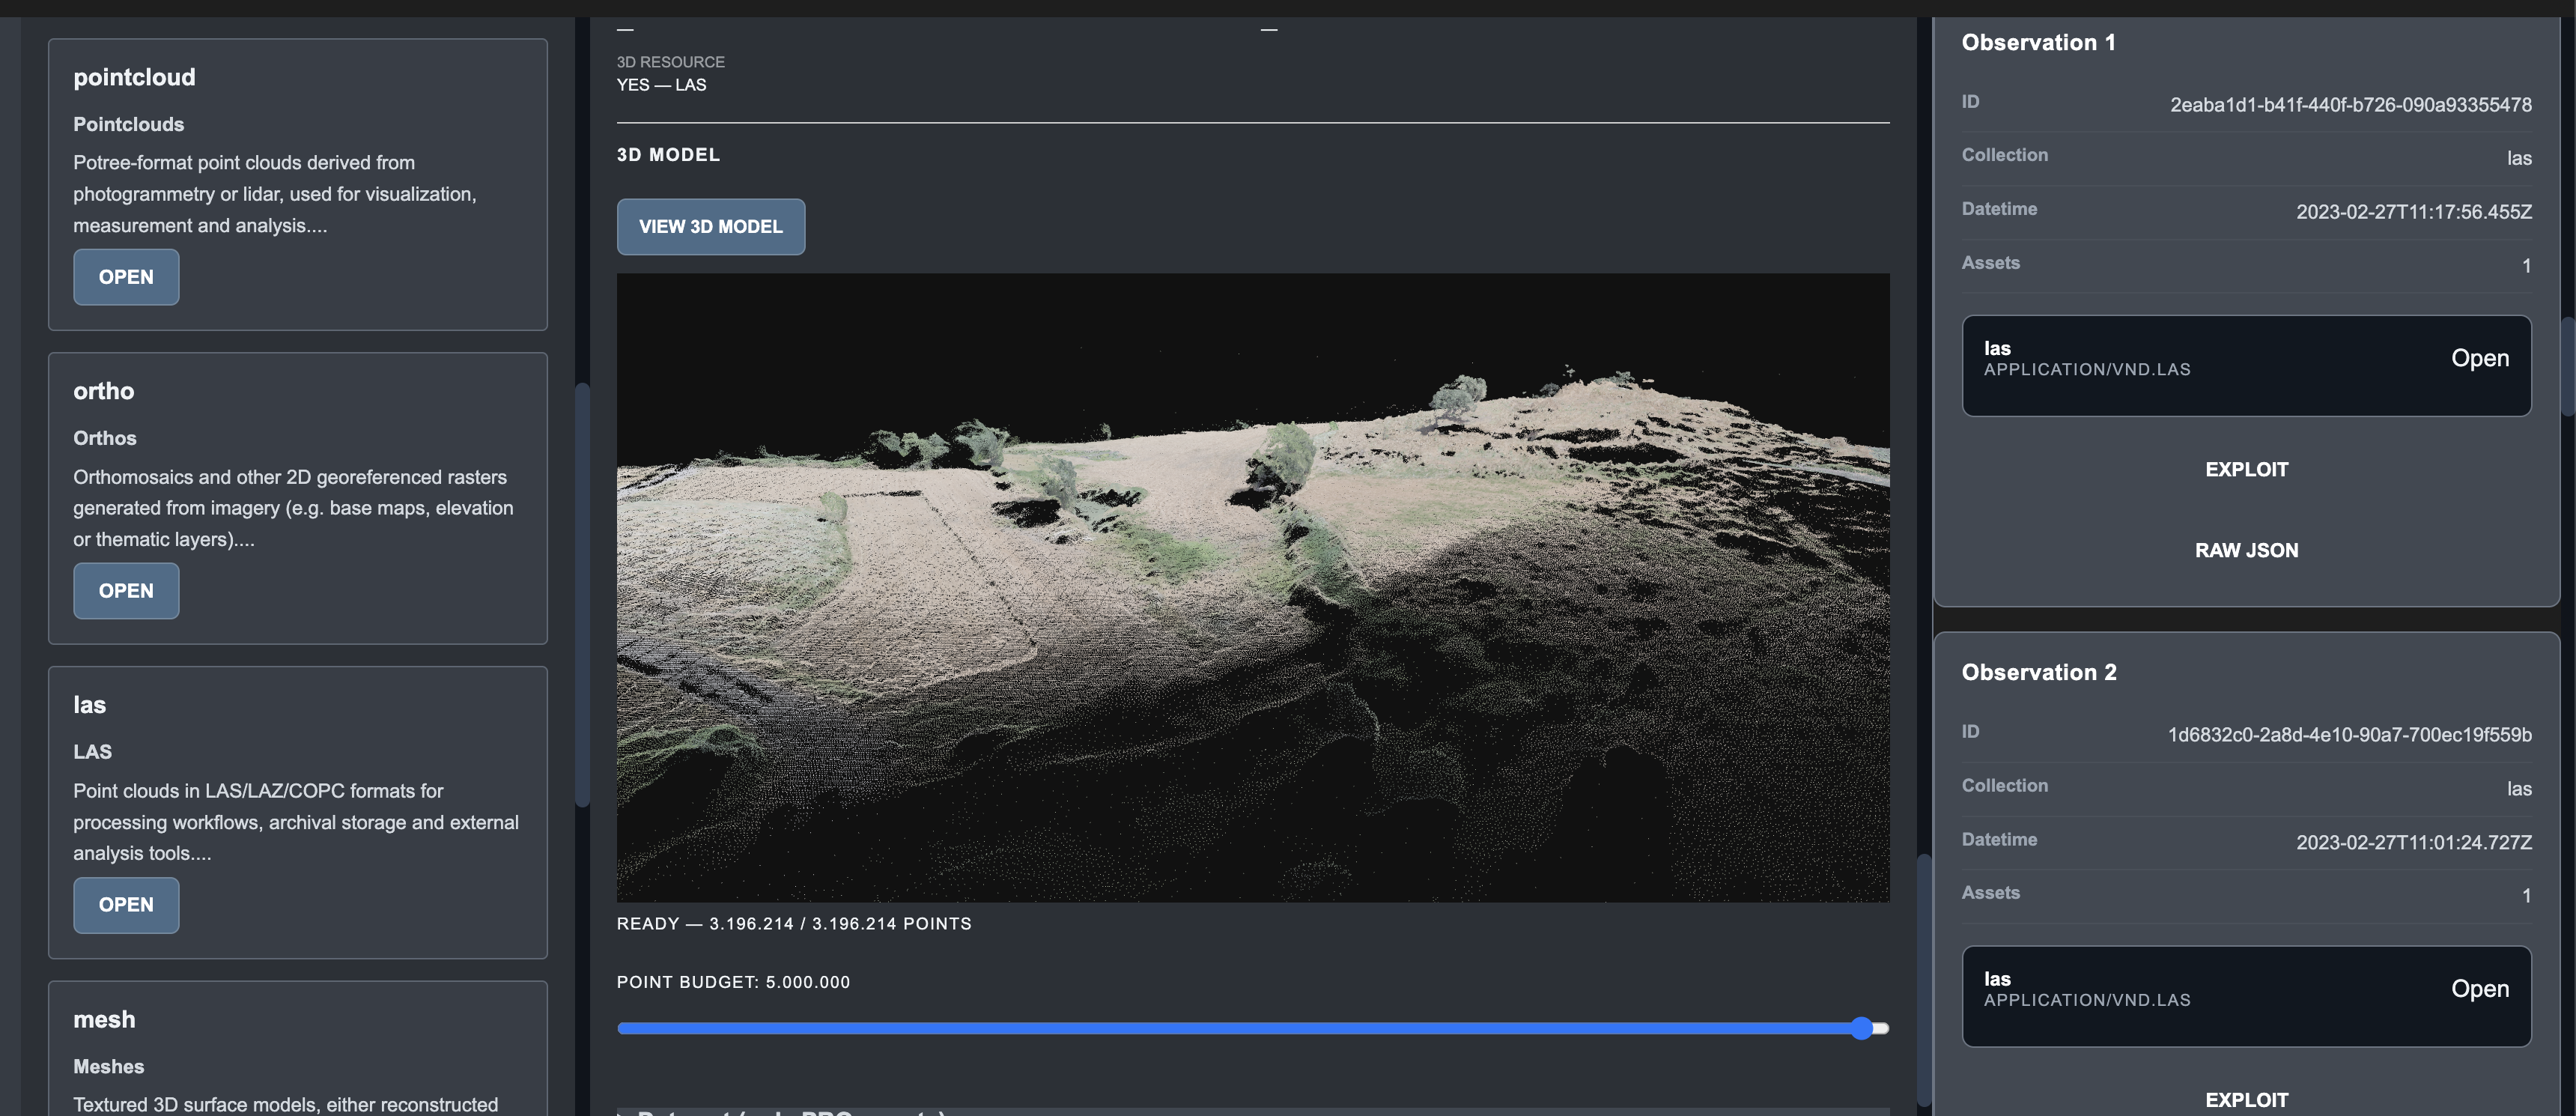 pointcloud
Pointclouds
Potree-format point clouds derived from
photogrammetry or lidar, used for visualization,
measurement and analysis....
OPEN
ortho
Orthos
Orthomosaics and other 2D georeferenced rasters
generated from imagery (e.g. base maps, elevation
or thematic layers)....
OPEN
las
LAS
Point clouds in LAS/LAZ/COPC formats for
processing workflows, archival storage and external
analysis tools....
OPEN
mesh
Meshes
Textured 3D surface models, either reconstructed
— —
3D RESOURCE
YES — LAS
3D MODEL
VIEW 3D MODEL
READY — 3.196.214 / 3.196.214 POINTS
POINT BUDGET: 5.000.000
Observation 1
ID 2eaba1d1-b41f-440f-b726-090a93355478
Collection las
Datetime 2023-02-27T11:17:56.455Z
Assets 1
las
APPLICATION/VND.LAS
Open
EXPLOIT
RAW JSON
Observation 2
ID 1d6832c0-2a8d-4e10-90a7-700ec19f559b
Collection las
Datetime 2023-02-27T11:01:24.727Z
Assets 1
las
APPLICATION/VND.LAS
Open
EXPLOIT